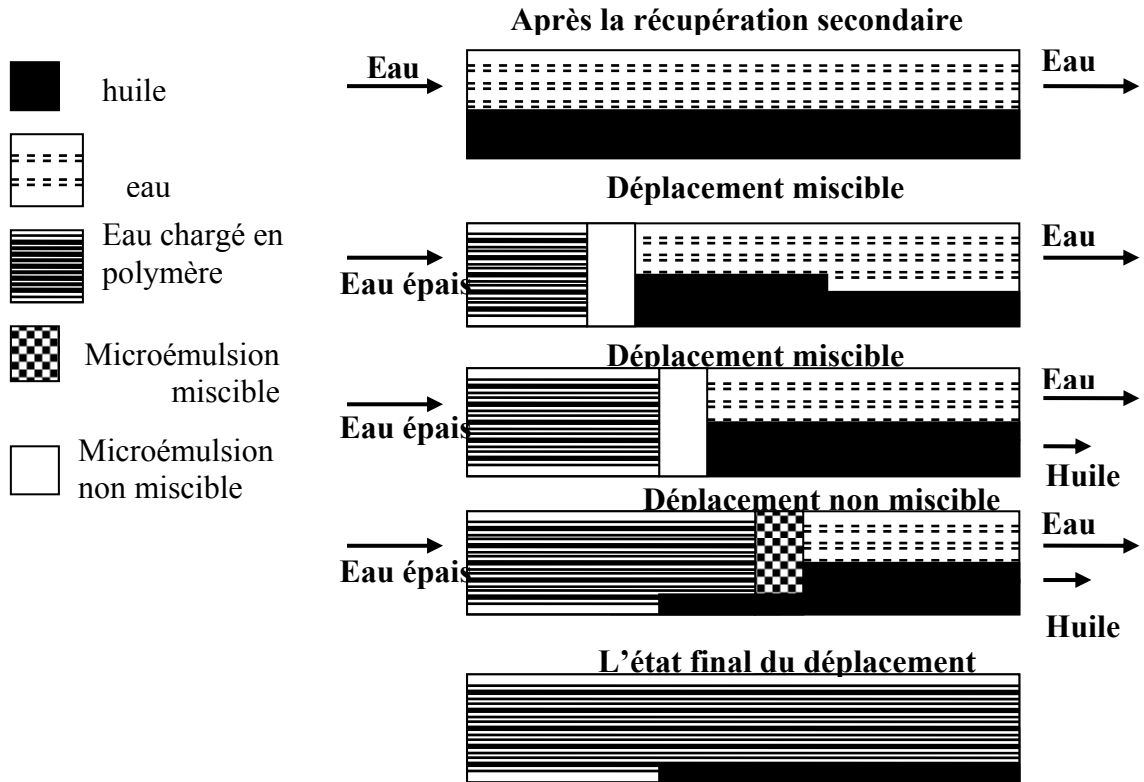 Après la récupération secondaire
huile
eau
Eau chargé en
polymère
Microémulsion
miscible
Microémulsion
non miscible
Eau
Eau
Déplacement miscible
Eau épais
Eau
Déplacement miscible
Eau épais
Eau
Huile
Déplacement non miscible
Eau épais
Eau
Huile
L’état final du déplacement